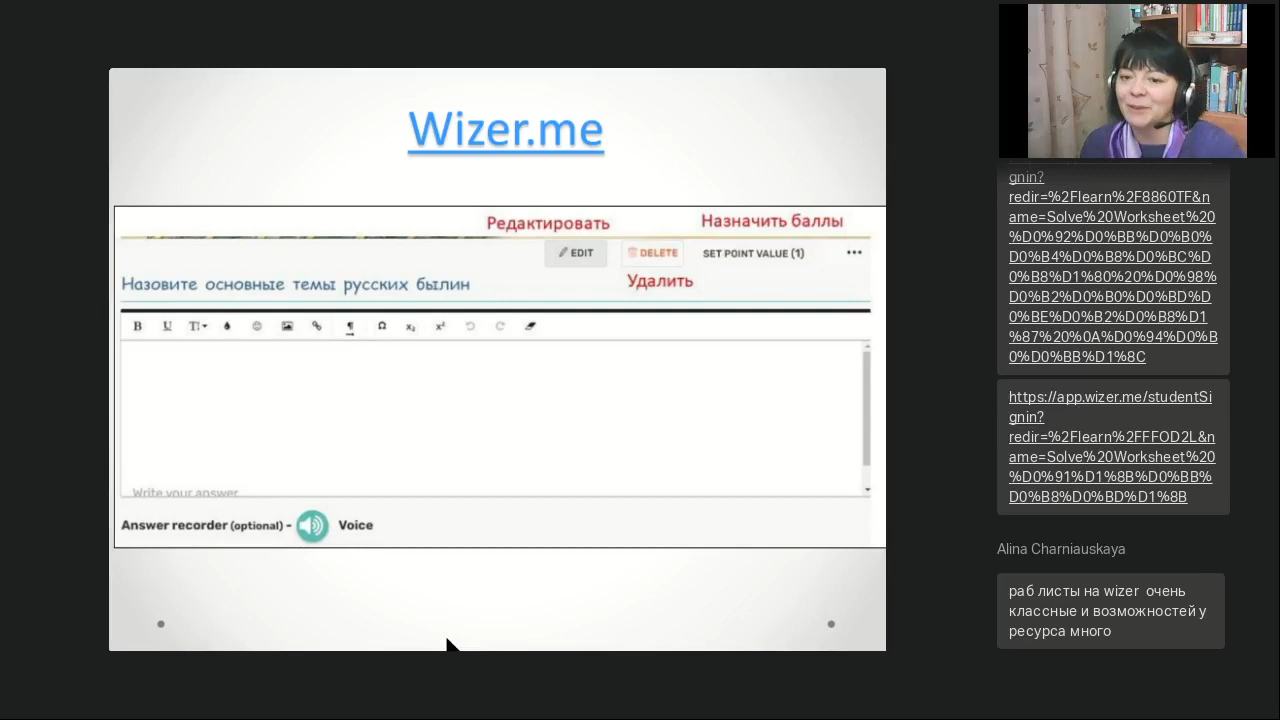 Wizer.me
Редактировать
Назначить баллы
EDIT
DELETE
SET POINT VALUE (1)
Назовите основные темы русских былин
Удалить
B U TI Ω x₂ x²
Write your answer
Answer recorder (optional) - Voice
gnin?
redir=%2Flearn%2F8860TF&n
ame=Solve%20Worksheet%20
%D0%92%D0%BB%D0%B0%
D0%B4%D0%B8%D0%BC%D
0%B8%D1%80%20%D0%98%
D0%B2%D0%B0%D0%BD%D
0%BE%D0%B2%D0%B8%D1
%87%20%0A%D0%94%D0%B
0%D0%BB%D1%8C
https://app.wizer.me/studentSi
gnin?
redir=%2Flearn%2FFFOD2L&n
ame=Solve%20Worksheet%20
%D0%91%D1%8B%D0%BB%
D0%B8%D0%BD%D1%8B
Alina Charniauskaya
раб листы на wizer очень
классные и возможностей у
ресурса много